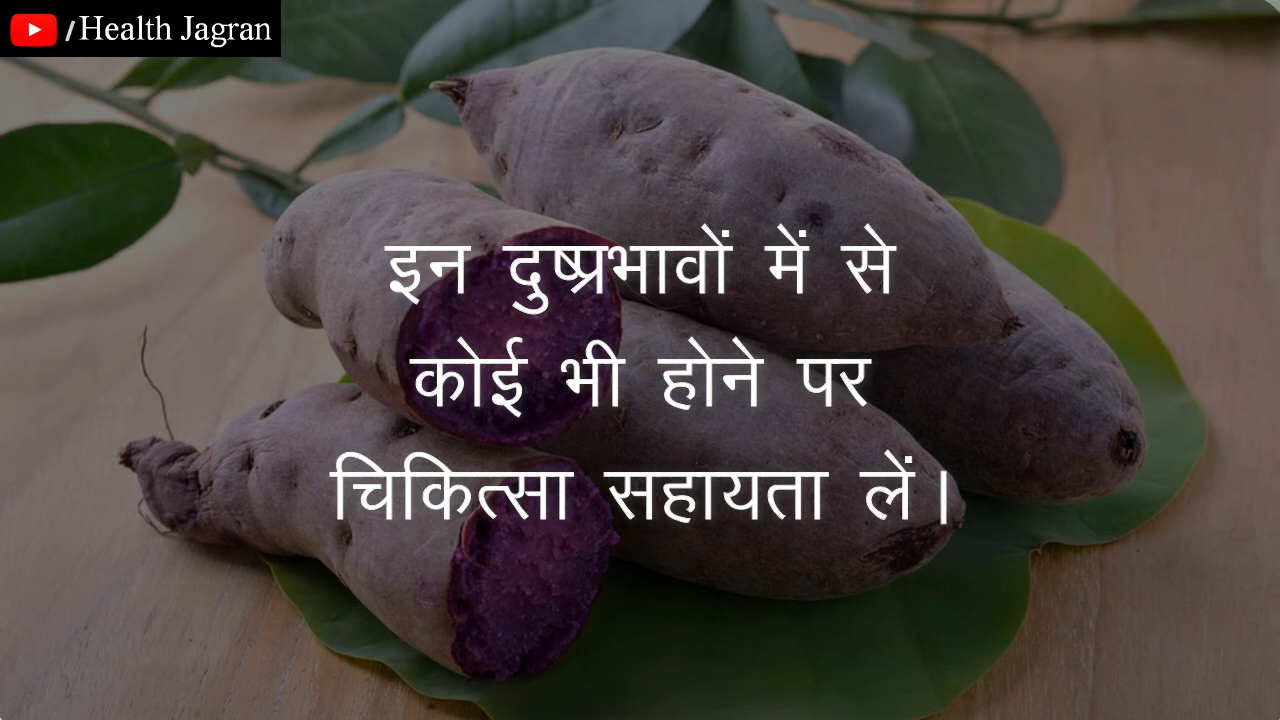 /Health Jagran
इन दुष्प्रभावों में से
कोई भी होने पर
चिकित्सा सहायता लें।